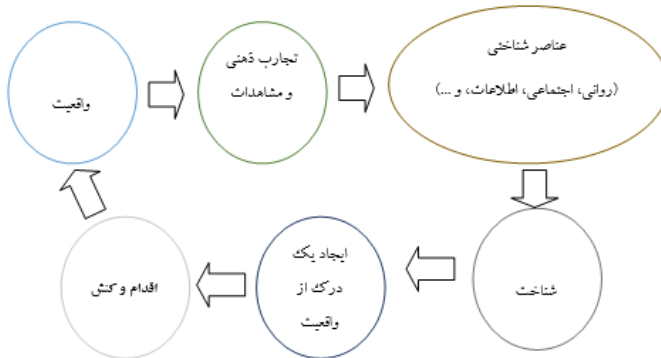 واقعیت
تجارب ذهنی
و مشاهدات
عناصر شناختی
(روانی، اجتماعی، اطلاعات، و ...)
شناخت
ایجاد یک
درک از
واقعیت
اقدام و کنش